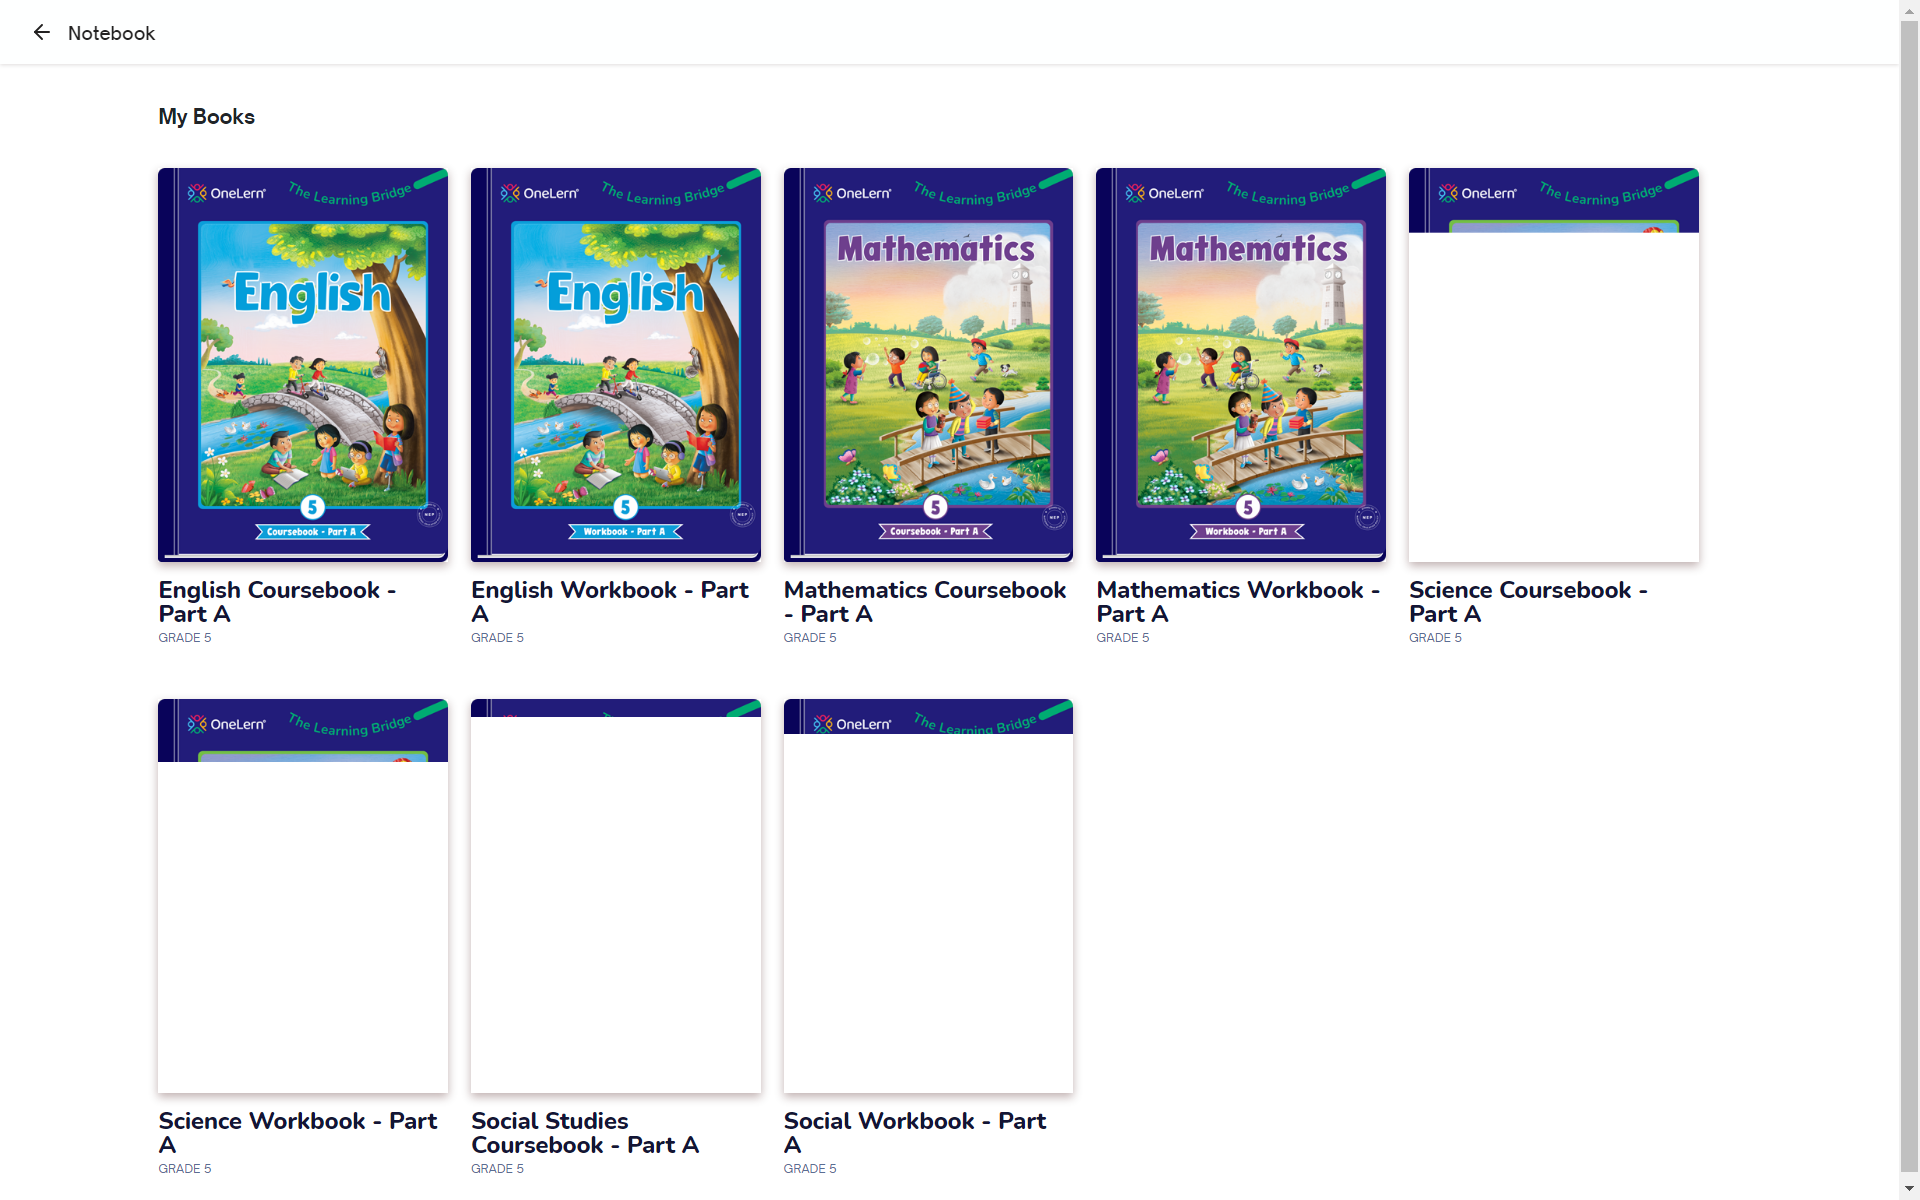 Notebook
My Books
OneLern
The Learning Bridge
English
5
Coursebook - Part A
NEP
English Coursebook -
Part A
GRADE 5
OneLern
The Learning Bridge
English
5
Workbook - Part A
NEP
English Workbook - Part
A
GRADE 5
OneLern
The Learning Bridge
Mathematics
5
Coursebook - Part A
NEP
Mathematics Coursebook
- Part A
GRADE 5
OneLern
The Learning Bridge
Mathematics
5
Workbook - Part A
NEP
Mathematics Workbook -
Part A
GRADE 5
OneLern
The Learning Bridge
Science Coursebook -
Part A
GRADE 5
OneLern
The Learning Bridge
Science Workbook - Part
A
GRADE 5
Social Studies
Coursebook - Part A
GRADE 5
OneLern
The Learning Bridge
Social Workbook - Part
A
GRADE 5